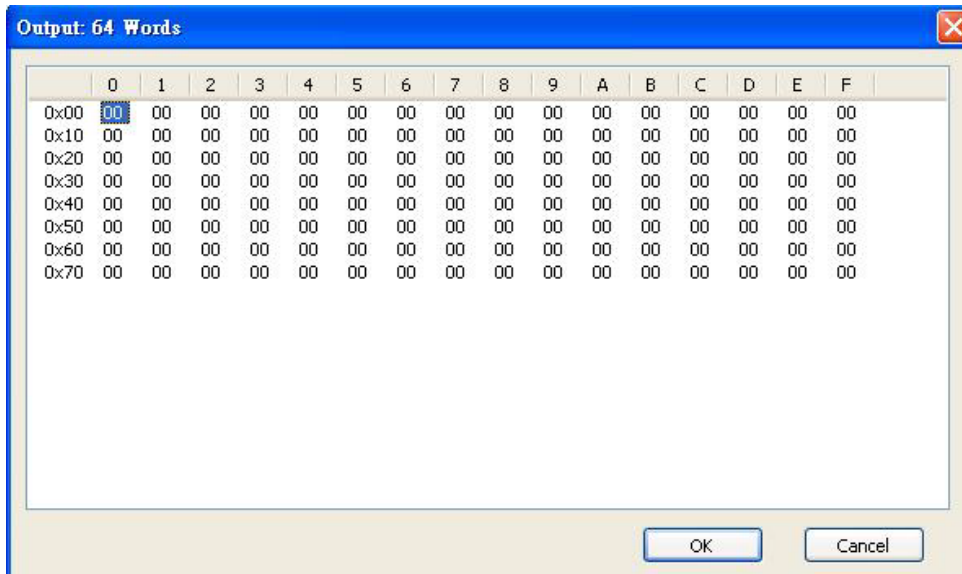 Output: 64 Words
0 1 2 3 4 5 6 7 8 9 A B C D E F
0x00 00 00 00 00 00 00 00 00 00 00 00 00 00 00 00 00
0x10 00 00 00 00 00 00 00 00 00 00 00 00 00 00 00 00
0x20 00 00 00 00 00 00 00 00 00 00 00 00 00 00 00 00
0x30 00 00 00 00 00 00 00 00 00 00 00 00 00 00 00 00
0x40 00 00 00 00 00 00 00 00 00 00 00 00 00 00 00 00
0x50 00 00 00 00 00 00 00 00 00 00 00 00 00 00 00 00
0x60 00 00 00 00 00 00 00 00 00 00 00 00 00 00 00 00
0x70 00 00 00 00 00 00 00 00 00 00 00 00 00 00 00 00
OK Cancel